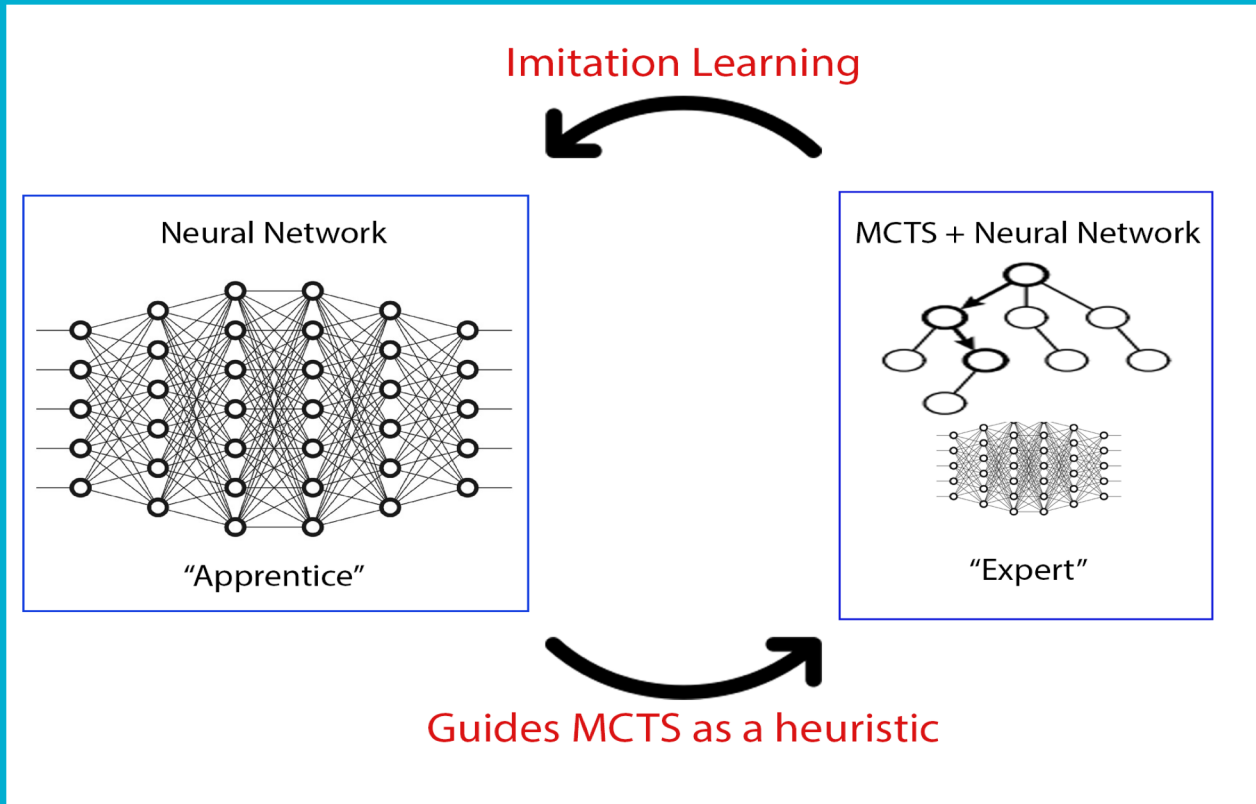 Imitation Learning
Neural Network
“Apprentice”
MCTS + Neural Network
“Expert”
Guides MCTS as a heuristic